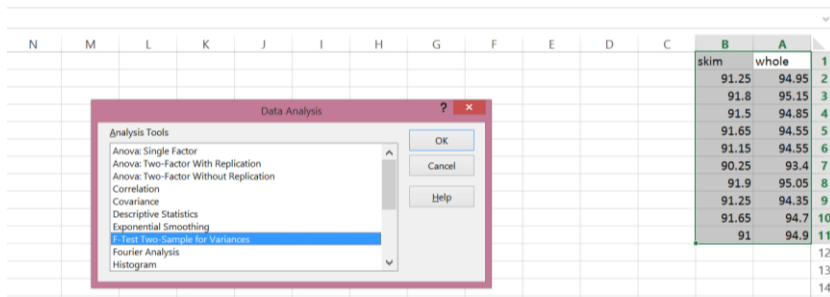 N M L K J I H G F E D C B A
skim whole 1
91.25 94.95 2
91.8 95.15 3
91.5 94.85 4
91.65 94.55 5
91.15 94.55 6
90.25 93.4 7
91.9 95.05 8
91.25 94.35 9
91.65 94.7 10
91 94.9 11
12
13
14
Data Analysis ?
Analysis Tools
Anova: Single Factor
Anova: Two-Factor With Replication
Anova: Two-Factor Without Replication
Correlation
Covariance
Descriptive Statistics
Exponential Smoothing
F-Test Two-Sample for Variances
Fourier Analysis
Histogram
OK
Cancel
Help